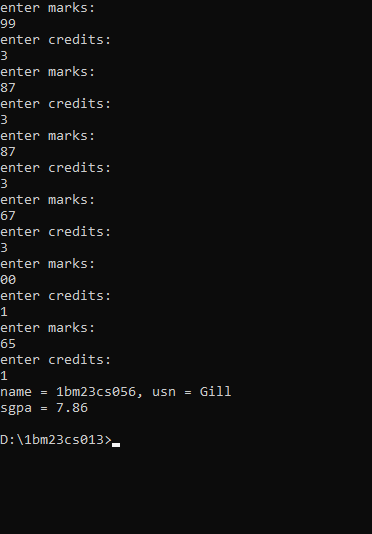 enter marks:
99
enter credits:
3
enter marks:
87
enter credits:
3
enter marks:
87
enter credits:
3
enter marks:
67
enter credits:
3
enter marks:
00
enter credits:
1
enter marks:
65
enter credits:
1
name = 1bm23cs056, usn = Gill
sgpa = 7.86
D:\1bm23cs013>